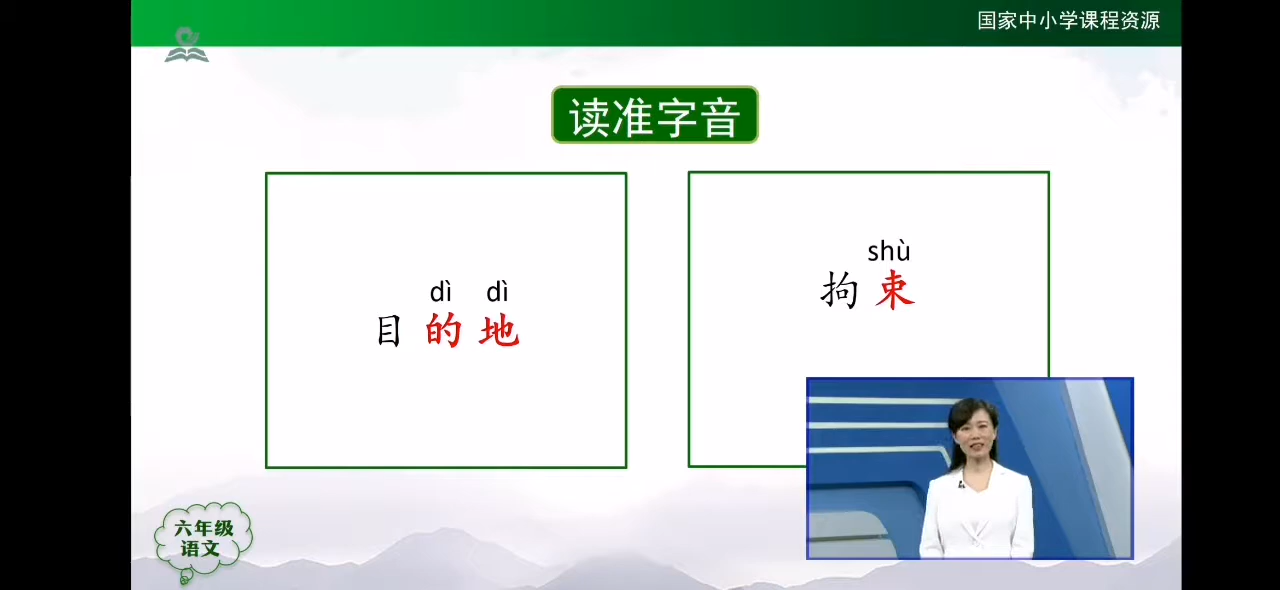 国家中小学课程资源
读准字音
dì dì
目的地
shù
拘束
六年级
语文